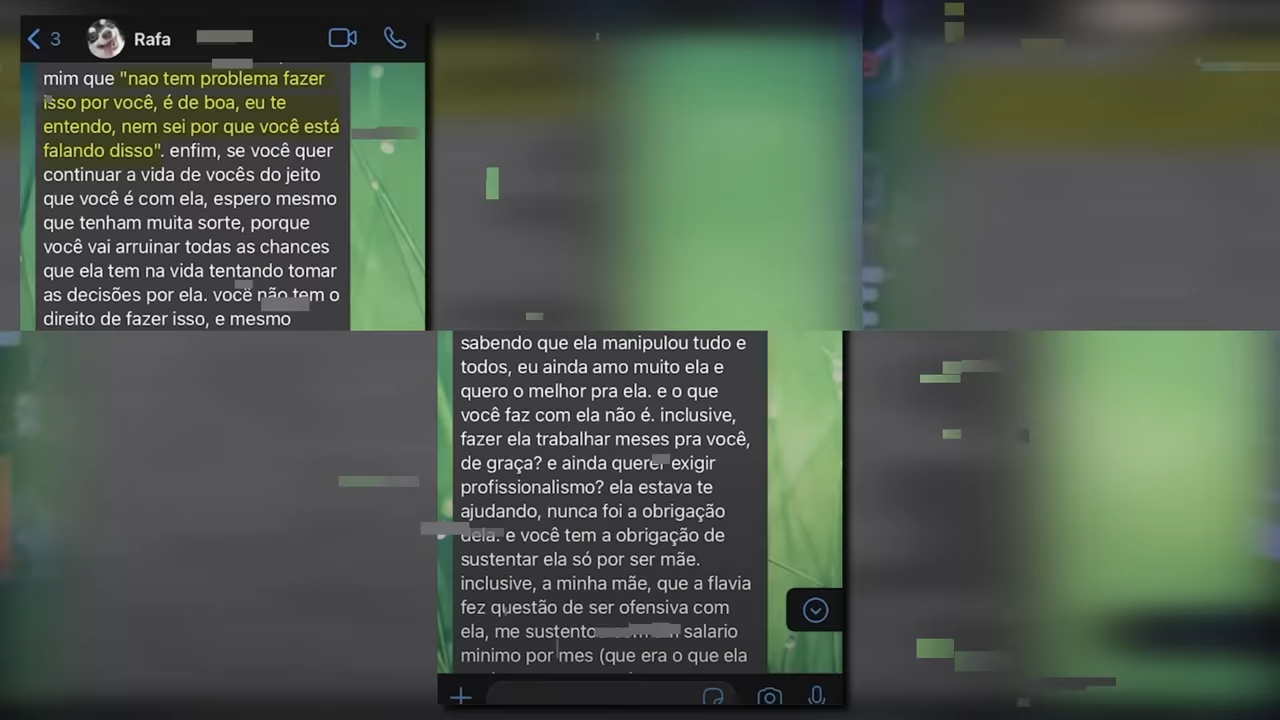 3 Rafa
mim que "nao tem problema fazer
isso por você, é de boa, eu te
entendo, nem sei por que você está
falando disso". enfim, se você quer
continuar a vida de vocês do jeito
que você é com ela, espero mesmo
que tenham muita sorte, porque
você vai arruinar todas as chances
que ela tem na vida tentando tomar
as decisões por ela. você não tem o
direito de fazer isso, e mesmo
sabendo que ela manipulou tudo e
todos, eu ainda amo muito ela e
quero o melhor pra ela. e o que
você faz com ela não é. inclusive,
fazer ela trabalhar meses pra você,
de graça? e ainda querer exigir
profissionalismo? ela estava te
ajudando, nunca foi a obrigação
dela. e você tem a obrigação de
sustentar ela só por ser mãe.
inclusive, a minha mãe, que a flavia
fez questão de ser ofensiva com
ela, me sustentou salario
minimo por mes (que era o que ela